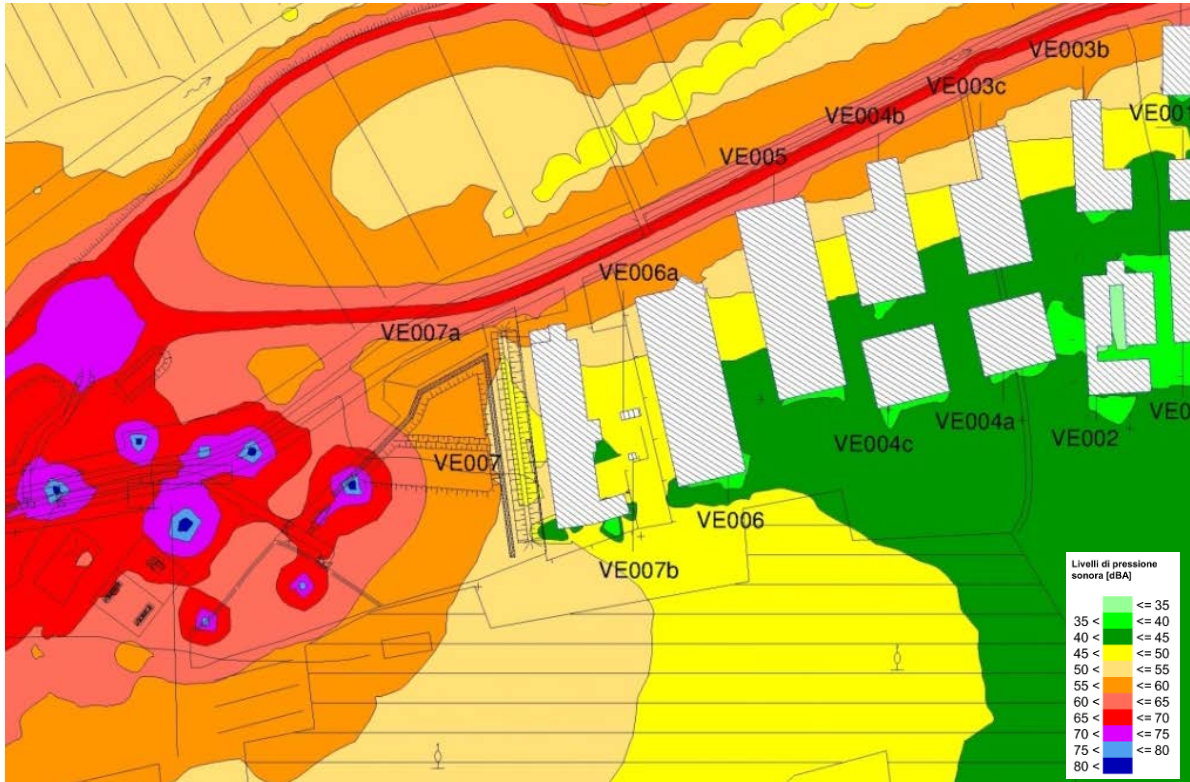 VE003b
VE003c
VE004b
VE001
VE005
VE006a
VE007a
VE0
VE004a
VE002
VE004c
VE007
VE006
VE007b
Livelli di pressione
sonora [dBA]
<= 35
35 < <= 40
40 < <= 45
45 < <= 50
50 < <= 55
55 < <= 60
60 < <= 65
65 < <= 70
70 < <= 75
75 < <= 80
80 <